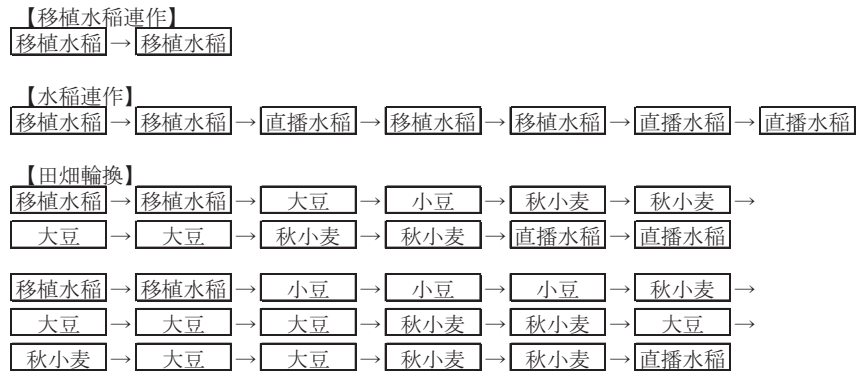 【移植水稲連作】
移植水稲→移植水稲
【水稲連作】
移植水稲→移植水稲→直播水稲→移植水稲→移植水稲→直播水稲→直播水稲
【田畑輪換】
移植水稲→移植水稲→大豆→小豆→秋小麦→秋小麦→
大豆→大豆→秋小麦→秋小麦→直播水稲→直播水稲
移植水稲→移植水稲→小豆→小豆→小豆→秋小麦→
大豆→大豆→大豆→秋小麦→秋小麦→大豆→
秋小麦→大豆→大豆→秋小麦→秋小麦→直播水稲